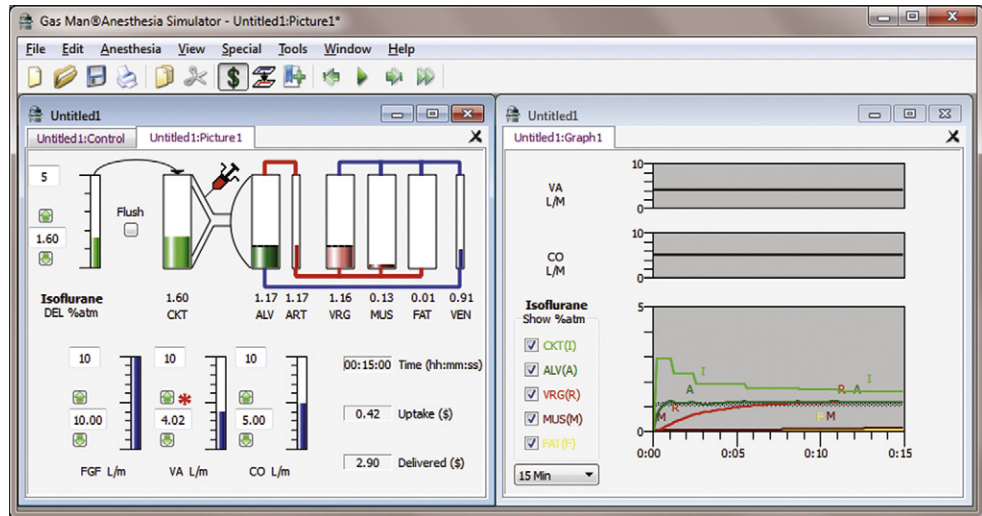 Gas Man®Anesthesia Simulator - Untitled1:Picture1*
File Edit Anesthesia View Special Tools Window Help
Untitled1
Untitled1:Control Untitled1:Picture1
5
1.60
Flush
Isoflurane
DEL %atm
1.60 1.17 1.17 1.16 0.13 0.01 0.91
CKT ALV ART VRG MUS FAT VEN
10 10 10
10.00 4.02 5.00
FGF L/m VA L/m CO L/m
00:15:00 Time (hh:mm:ss)
0.42 Uptake ($)
2.90 Delivered ($)
Untitled1
Untitled1:Graph1
VA
L/M
10
0
CO
L/M
10
0
Isoflurane
Show %atm
CKT(I)
ALV(A)
VRG(R)
MUS(M)
FAT(F)
15 Min
5
0
I I
A R A
M R F M
0:00 0:05 0:10 0:15